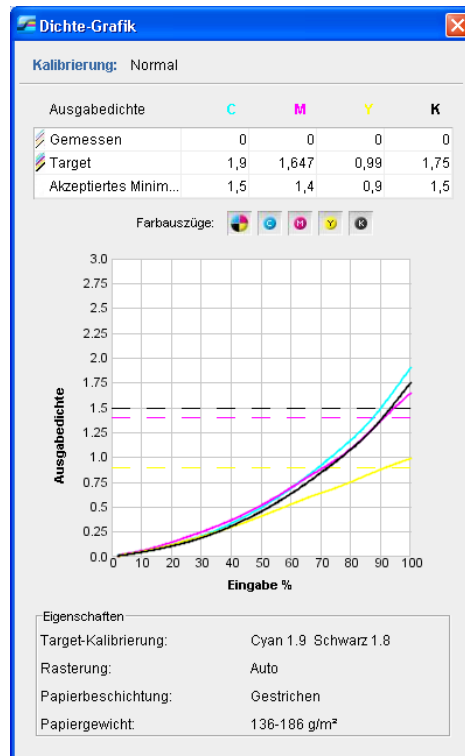 Dichte-Grafik
Kalibrierung: Normal
Ausgabedichte C M Y K
Gemessen 0 0 0 0
Target 1,9 1,647 0,99 1,75
Akzeptiertes Minim... 1,5 1,4 0,9 1,5
Farbauszüge: C M Y K
3.0
2.75
2.5
2.25
2.0
1.75
1.5
1.25
1.0
0.75
0.5
0.25
0.0
Ausgabedichte
0 10 20 30 40 50 60 70 80 90 100
Eingabe %
Eigenschaften
Target-Kalibrierung: Cyan 1.9 Schwarz 1.8
Rasterung: Auto
Papierbeschichtung: Gestrichen
Papiergewicht: 136-186 g/m²